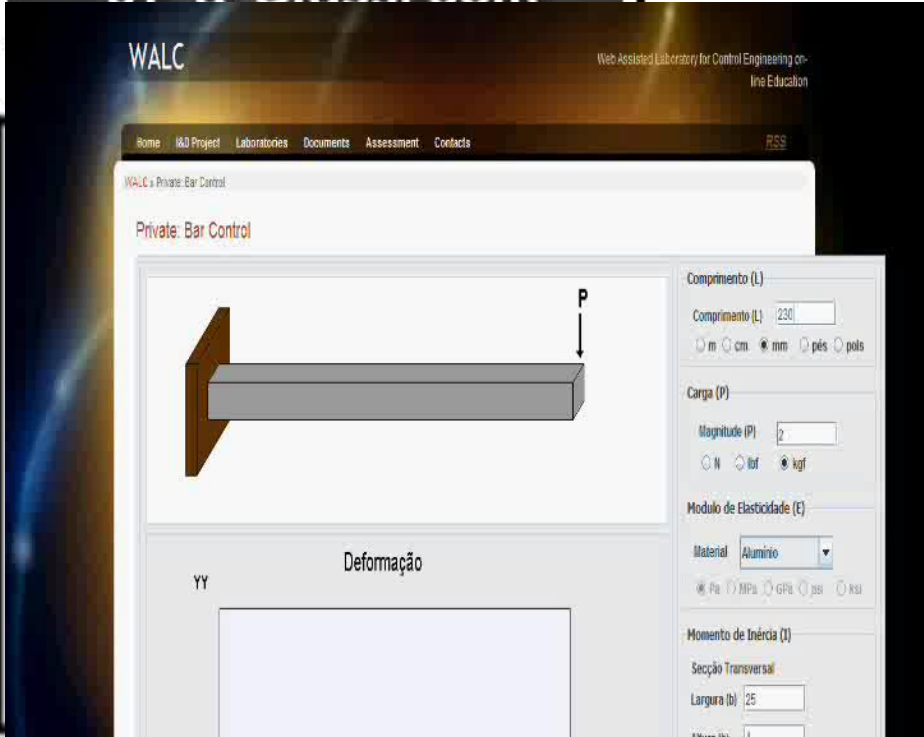 WALC
Web Assisted Laboratory for Control Engineering on-
line Education
Home I&D Project Laboratories Documents Assessment Contacts RSS
WALC » Private: Bar Control
Private: Bar Control
P
Comprimento (L)
Comprimento (L) 230
m cm mm pés pols
Carga (P)
Magnitude (P) 2
N lbf kgf
Modulo de Elasticidade (E)
Material Aluminio
Pa MPa GPa psi ksi
Deformação
YY
Momento de Inércia (I)
Secção Transversal
Largura (b) 25